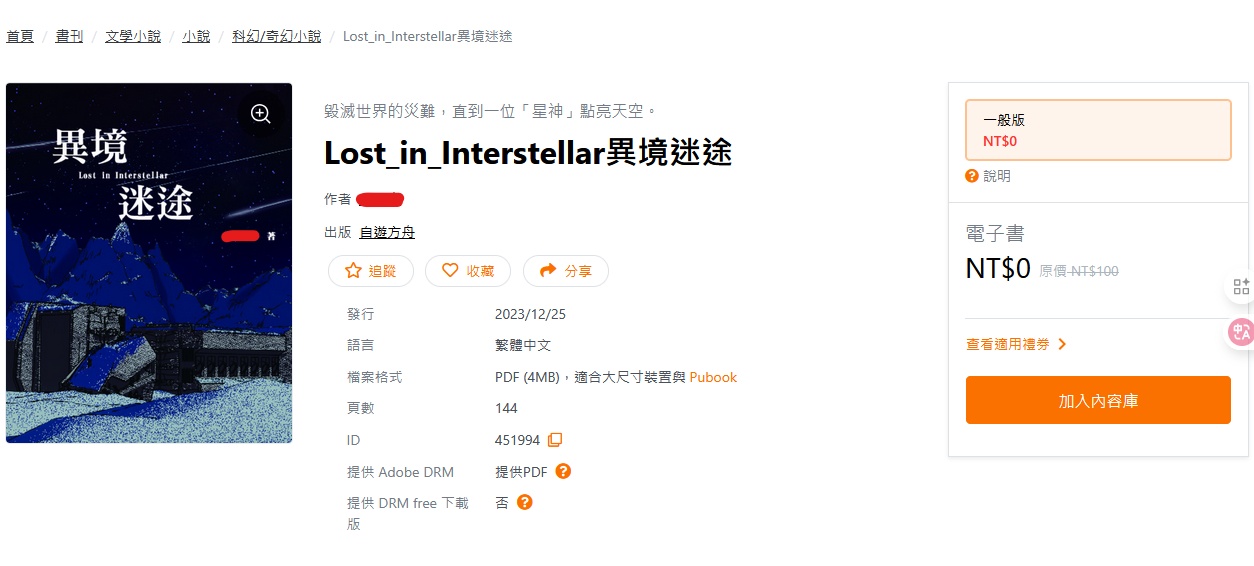 首頁 / 書刊 / 文學小說 / 小說 / 科幻/奇幻小說 / Lost_in_Interstellar異境迷途
異境
Lost in Interstellar
迷途
著
毀滅世界的災難，直到一位「星神」點亮天空。
Lost_in_Interstellar異境迷途
作者
出版 自遊方舟
追蹤 收藏 分享
發行 2023/12/25
語言 繁體中文
檔案格式 PDF (4MB)，適合大尺寸裝置與 Pubook
頁數 144
ID 451994
提供 Adobe DRM 提供PDF
提供 DRM free 下載 否
版
一般版
NT$0
說明
電子書
NT$0 原價 NT$100
查看適用禮券
加入內容庫
中
A